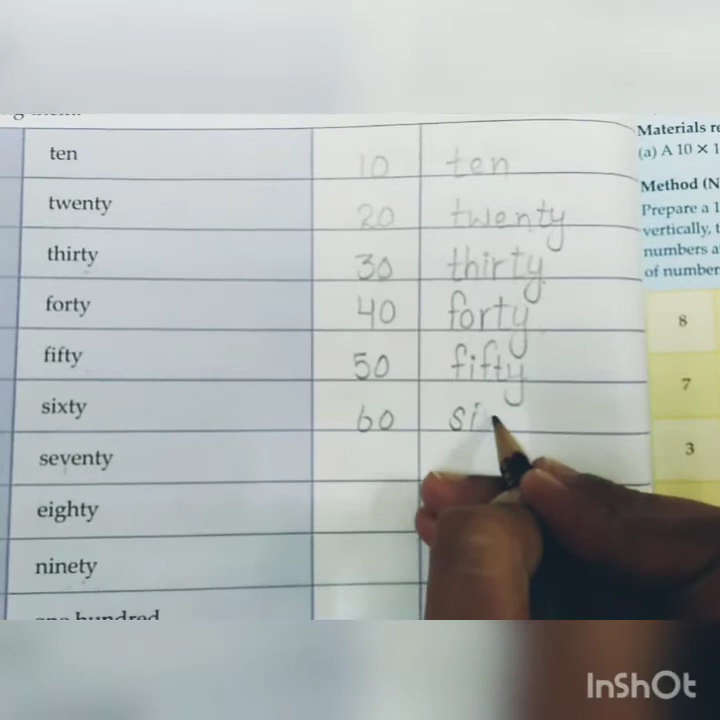 ten 10 ten
twenty 20 twenty
thirty 30 thirty
forty 40 forty
fifty 50 fifty
sixty 60 si
seventy
eighty
ninety
hundred
Materials re
(a) A 10 × 1
Method (N
Prepare a 1
vertically, t
numbers a
of number
8
7
3
InShOt